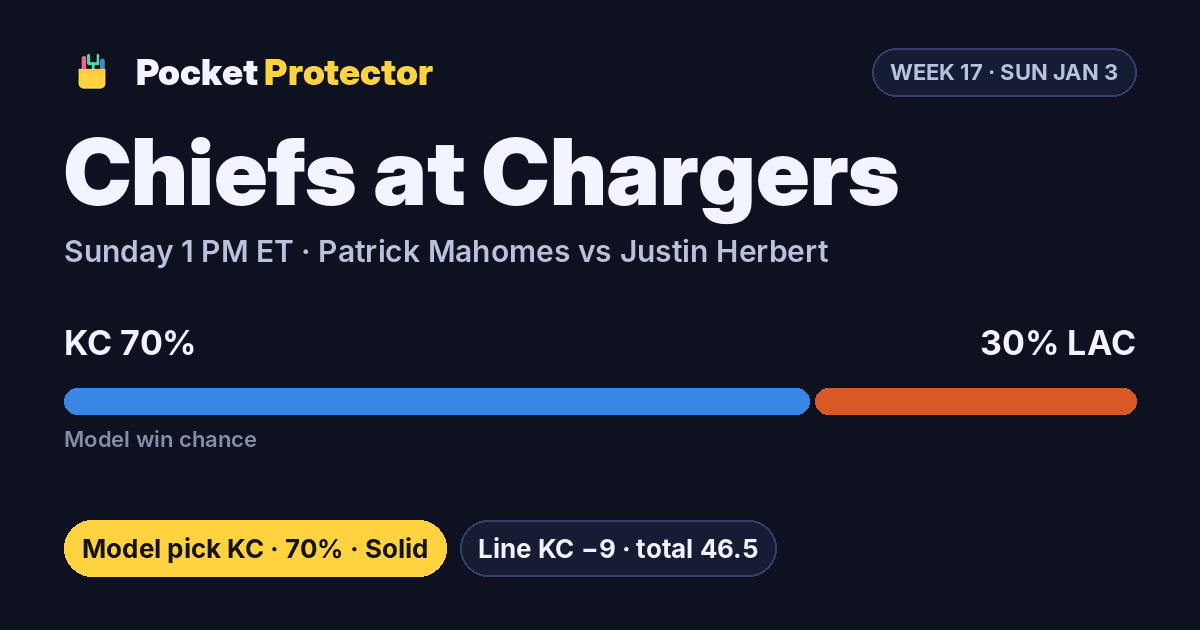 Pocket Protector
WEEK 17 · SUN JAN 3
Chiefs at Chargers
Sunday 1 PM ET · Patrick Mahomes vs Justin Herbert
KC 70%
30% LAC
Model win chance
Model pick KC · 70% · Solid
Line KC −9 · total 46.5